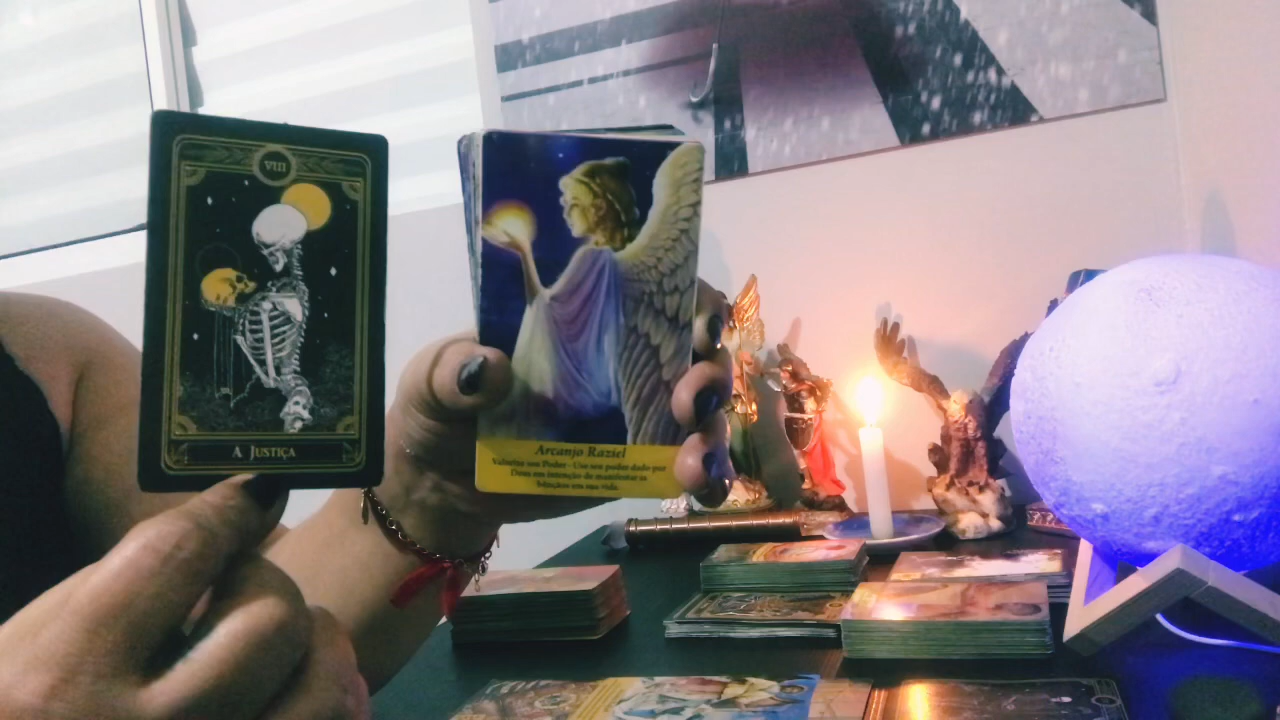 VIII
A JUSTIÇA
Arcanjo Raziel
Valorize seu Poder - Use seu poder dado por
Deus em intenção de manifestar as
bênçãos em sua vida.